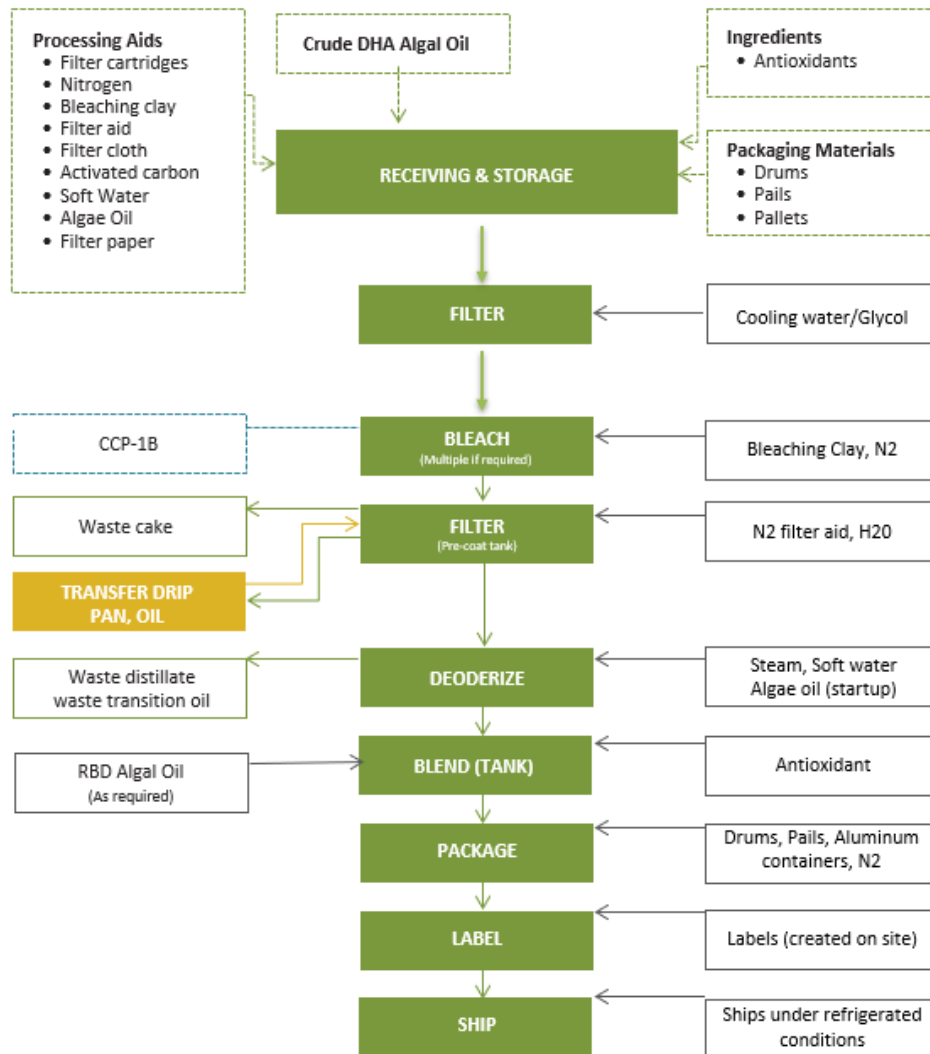 Processing Aids
• Filter cartridges
• Nitrogen
• Bleaching clay
• Filter aid
• Filter cloth
• Activated carbon
• Soft Water
• Algae Oil
• Filter paper
Crude DHA Algal Oil
Ingredients
• Antioxidants
Packaging Materials
• Drums
• Pails
• Pallets
RECEIVING & STORAGE
FILTER
Cooling water/Glycol
CCP-1B
BLEACH
(Multiple if required)
Bleaching Clay, N2
Waste cake
FILTER
(Pre-coat tank)
N2 filter aid, H20
TRANSFER DRIP
PAN, OIL
Waste distillate
waste transition oil
DEODERIZE
Steam, Soft water
Algae oil (startup)
RBD Algal Oil
(As required)
BLEND (TANK)
Antioxidant
PACKAGE
Drums, Pails, Aluminum
containers, N2
LABEL
Labels (created on site)
SHIP
Ships under refrigerated
conditions